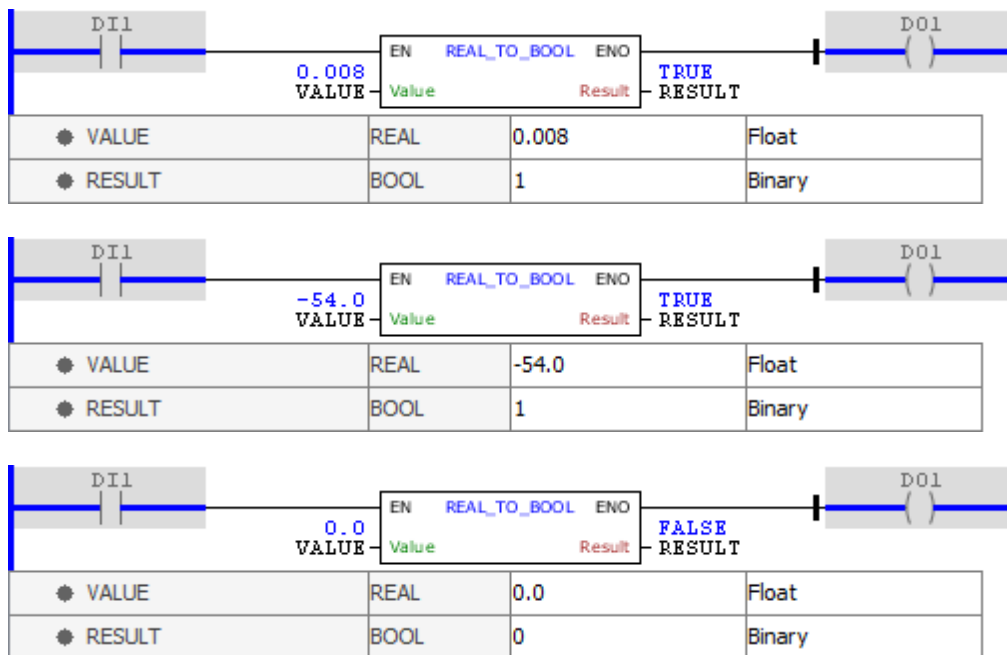 DI1 DO1
EN REAL_TO_BOOL ENO
0.008 TRUE
VALUE Value Result RESULT
VALUE REAL 0.008 Float
RESULT BOOL 1 Binary
DI1 DO1
EN REAL_TO_BOOL ENO
-54.0 TRUE
VALUE Value Result RESULT
VALUE REAL -54.0 Float
RESULT BOOL 1 Binary
DI1 DO1
EN REAL_TO_BOOL ENO
0.0 FALSE
VALUE Value Result RESULT
VALUE REAL 0.0 Float
RESULT BOOL 0 Binary